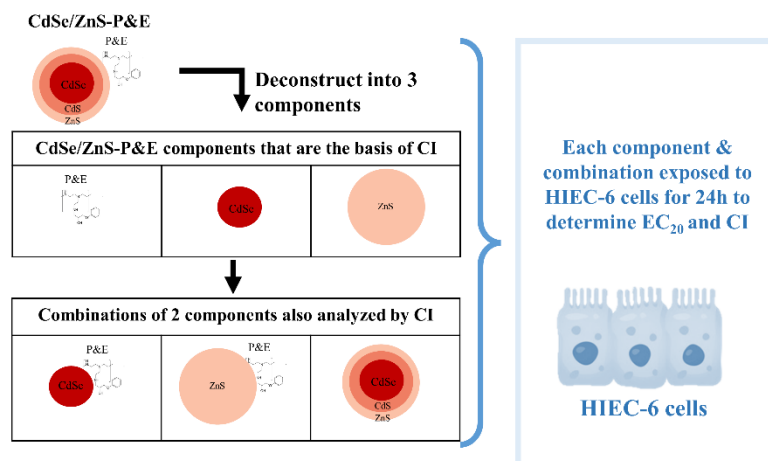 CdSe/ZnS-P&E
P&E
CdSe
CdS
ZnS
Deconstruct into 3
components
CdSe/ZnS-P&E components that are the basis of CI
P&E
CdSe
ZnS
Combinations of 2 components also analyzed by CI
P&E
CdSe
P&E
ZnS
CdSe
CdS
ZnS
Each component &
combination exposed to
HIEC-6 cells for 24h to
determine EC₂₀ and CI
HIEC-6 cells